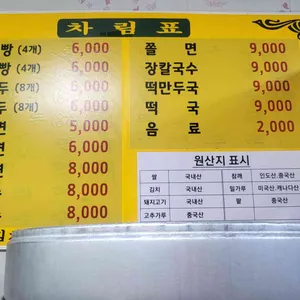 차림표
빵 (4개) 6,000
빵 (4개) 6,000
두 (8개) 6,000
두 (8개) 6,000
면 5,000
면 6,000
8,000
8,000
8,000
쫄면 9,000
장칼국수 9,000
떡만두국 9,000
떡국 9,000
음료 2,000
원산지 표시
쌀 국내산 참깨 인도산,중국산
김치 국내산 밀가루 미국산,캐나다산
돼지고기 국내산 팥 중국산
고추가루 중국산